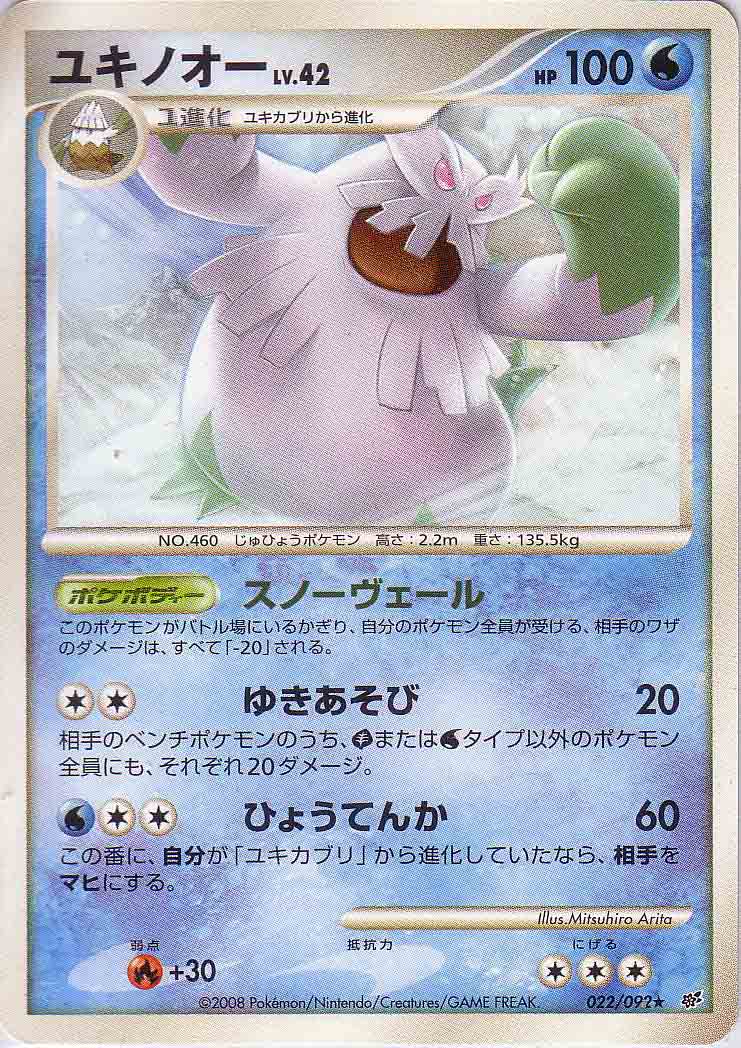 ユキノオー LV.42 HP 100
1進化 ユキカブリから進化
NO.460 じゅひょうポケモン 高さ:2.2m 重さ:135.5kg
ポケボディー スノーヴェール
このポケモンがバトル場にいるかぎり、自分のポケモン全員が受ける、相手のワザ
のダメージは、すべて「-20」される。
ゆきあそび 20
相手のベンチポケモンのうち、または タイプ以外のポケモン
全員にも、それぞれ20ダメージ。
ひょうてんか 60
この番に、自分が「ユキカブリ」から進化していたなら、相手を
マヒにする。
Illus.Mitsuhiro Arita
弱点 抵抗力 にげる
+30
©2008 Pokémon/Nintendo/Creatures/GAME FREAK. 022/092★